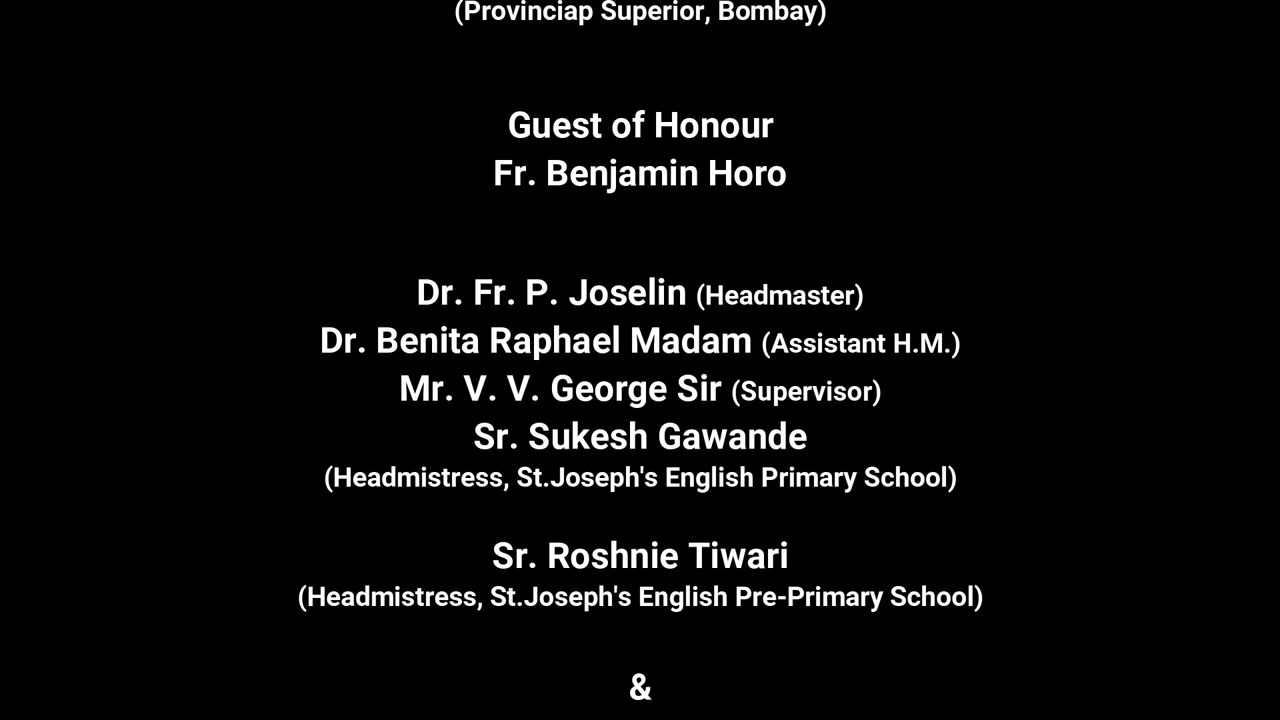 (Provinciap Superior, Bombay)
Guest of Honour
Fr. Benjamin Horo
Dr. Fr. P. Joselin (Headmaster)
Dr. Benita Raphael Madam (Assistant H.M.)
Mr. V. V. George Sir (Supervisor)
Sr. Sukesh Gawande
(Headmistress, St.Joseph's English Primary School)
Sr. Roshnie Tiwari
(Headmistress, St.Joseph's English Pre-Primary School)
&